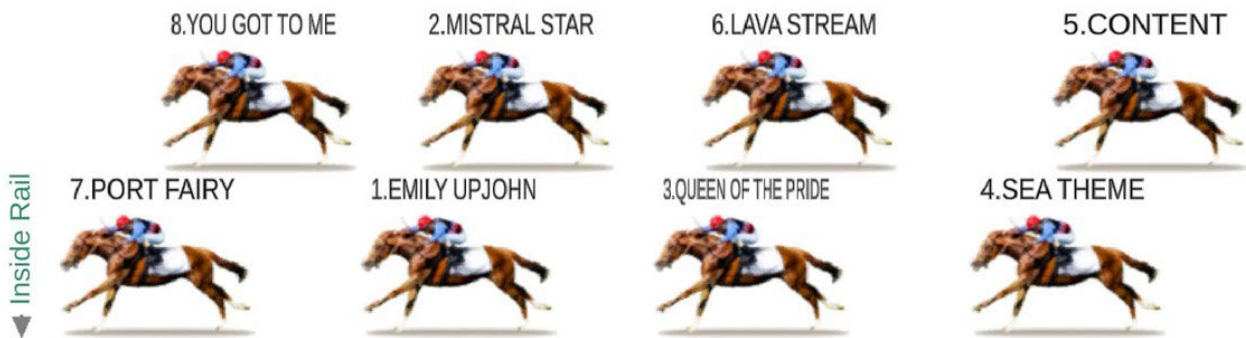 8.YOU GOT TO ME
2.MISTRAL STAR
6.LAVA STREAM
5.CONTENT
7.PORT FAIRY
1.EMILY UPJOHN
3.QUEEN OF THE PRIDE
4.SEA THEME
Inside Rail